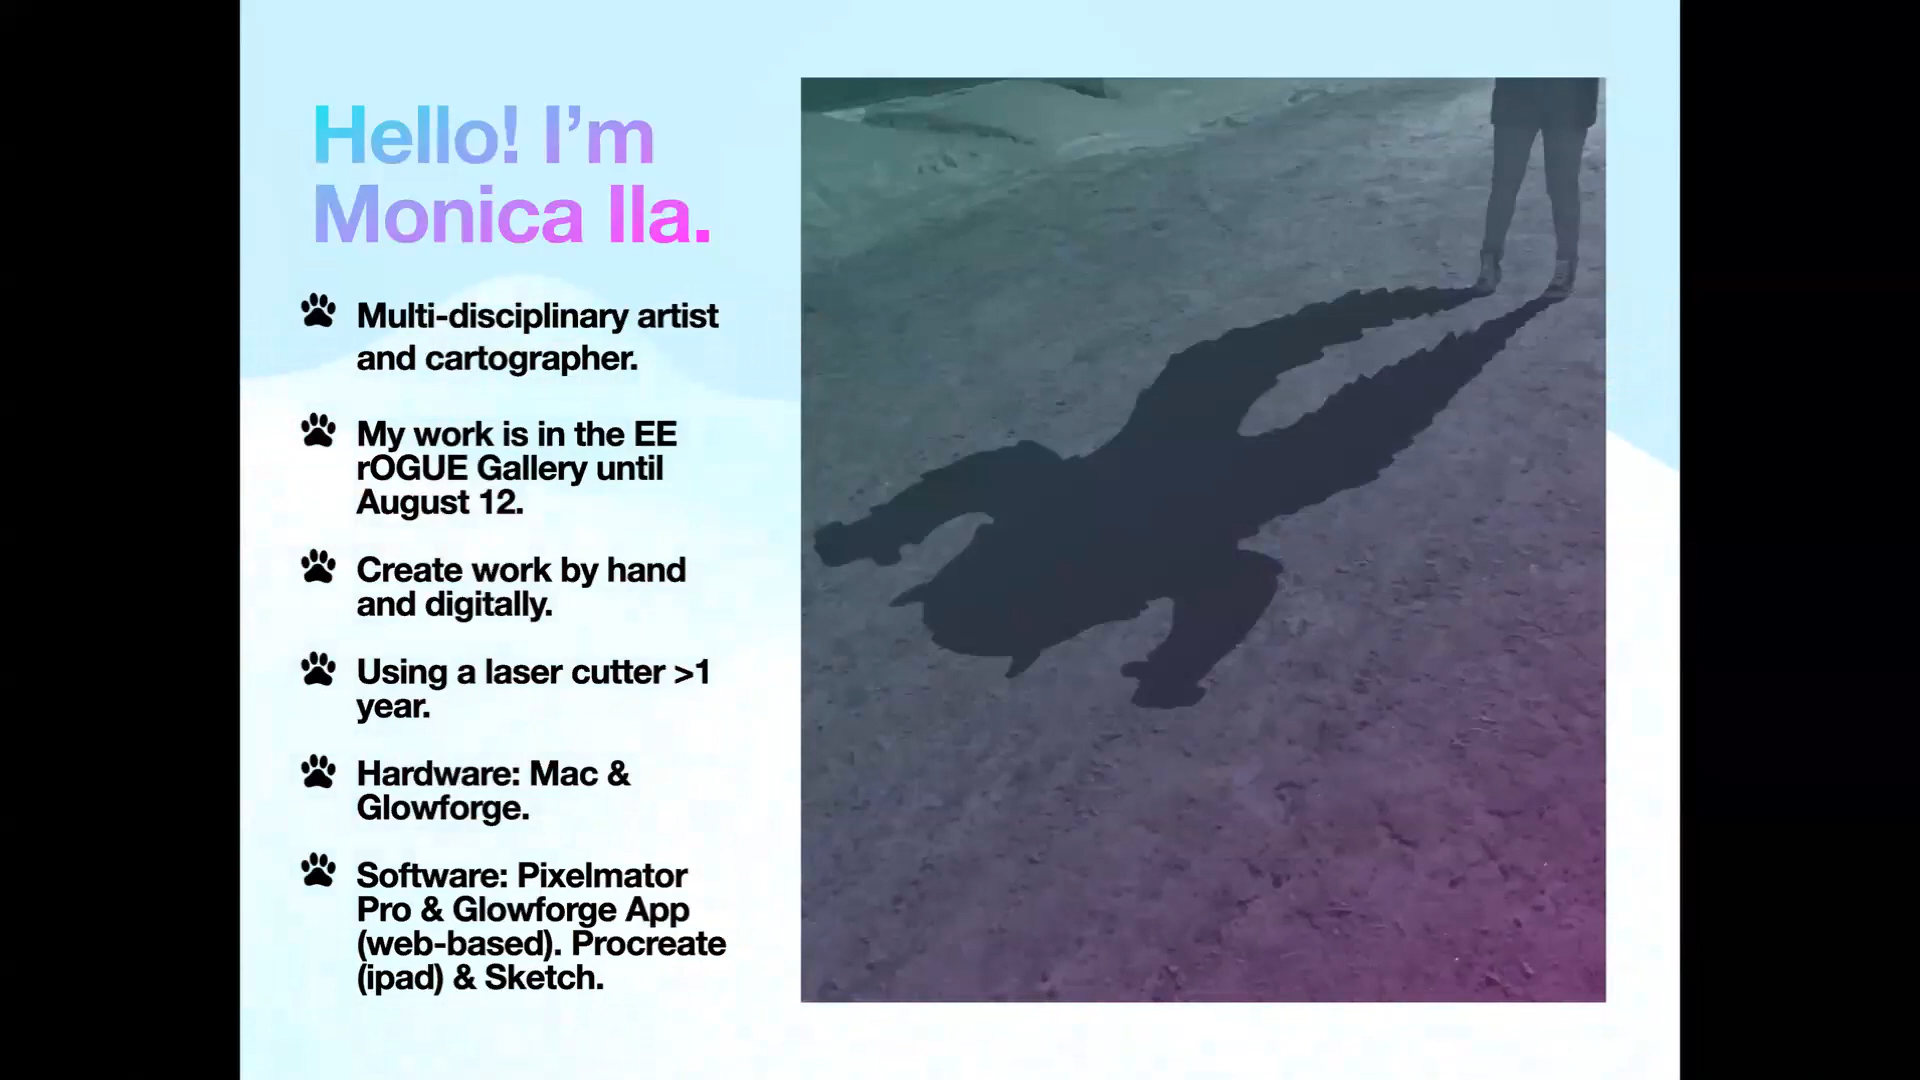 Hello! I’m
Monica Ila.
Multi-disciplinary artist
and cartographer.
My work is in the EE
rOGUE Gallery until
August 12.
Create work by hand
and digitally.
Using a laser cutter >1
year.
Hardware: Mac &
Glowforge.
Software: Pixelmator
Pro & Glowforge App
(web-based). Procreate
(ipad) & Sketch.